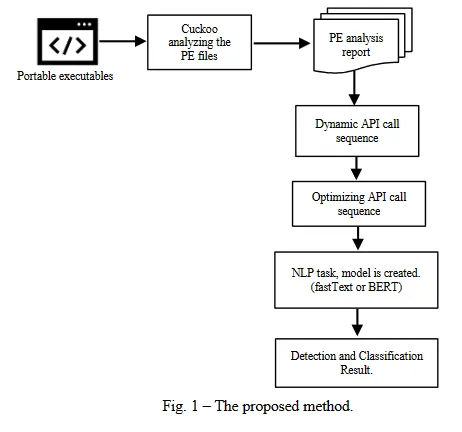 </>
Portable executables
Cuckoo
analyzing the
PE files
PE analysis
report
Dynamic API call
sequence
Optimizing API call
sequence
NLP task, model is created.
(fastText or BERT)
Detection and Classification
Result.
Fig. 1 – The proposed method.